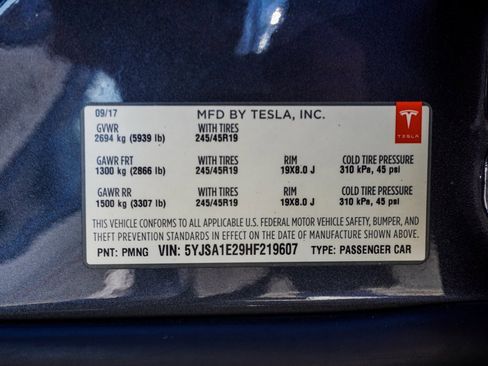 09/17 MFD BY TESLA, INC.
GVWR WITH TIRES
2694 kg (5939 lb) 245/45R19
TESLA
GAWR FRT WITH TIRES RIM COLD TIRE PRESSURE
1300 kg (2866 lb) 245/45R19 19X8.0 J 310 kPa, 45 psi
GAWR RR WITH TIRES RIM COLD TIRE PRESSURE
1500 kg (3307 lb) 245/45R19 19X8.0 J 310 kPa, 45 psi
THIS VEHICLE CONFORMS TO ALL APPLICABLE U.S. FEDERAL MOTOR VEHICLE SAFETY, BUMPER, AND
THEFT PREVENTION STANDARDS IN EFFECT ON THE DATE OF MANUFACTURE SHOWN ABOVE.
PNT: PMNG VIN: 5YJSA1E29HF219607 TYPE: PASSENGER CAR